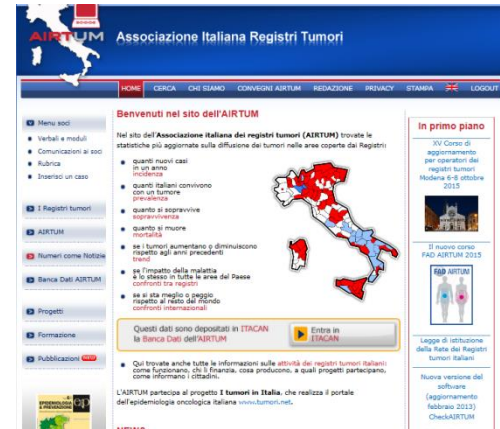 AIRTUM
Associazione Italiana Registri Tumori
HOME CERCA CHI SIAMO CONVEGNI AIRTUM REDAZIONE PRIVACY STAMPA LOGOUT
Menu soci
Verbali e moduli
Comunicazioni ai soci
Rubrica
Inserisci un caso
I Registri tumori
AIRTUM
Numeri come Notizie
Banca Dati AIRTUM
Progetti
Formazione
Pubblicazioni
EPIDEMIOLOGIA
& PREVENZIONE
Benvenuti nel sito dell'AIRTUM
Nel sito dell'Associazione italiana dei registri tumori (AIRTUM) trovate le
statistiche più aggiornate sulla diffusione dei tumori nelle aree coperte dai Registri:
quanti nuovi casi
in un anno
incidenza
quanti italiani convivono
con un tumore
prevalenza
quanto si sopravvive
sopravvivenza
quanto si muore
mortalità
se i tumori aumentano o diminuiscono
rispetto agli anni precedenti
trend
se l'impatto della malattia
è lo stesso in tutte le aree del Paese
confronti tra registri
se si sta meglio o peggio
rispetto al resto del mondo
confronti internazionali
Questi dati sono depositati in ITACAN
la Banca Dati dell'AIRTUM
Entra in
ITACAN
Qui trovate anche tutte le informazioni sulle attività dei registri tumori italiani:
come funzionano, chi li finanzia, cosa producono, a quali progetti partecipano,
come informano i cittadini.
L'AIRTUM partecipa al progetto I tumori in Italia, che realizza il portale
dell'epidemiologia oncologica italiana www.tumori.net.
NEWS
In primo piano
XV Corso di
aggiornamento
per operatori dei
registri tumori
Modena 6-8 ottobre
2015
Il nuovo corso
FAD AIRTUM 2015
FAD AIRTUM
Legge di istituzione
della Rete dei Registri
tumori italiani
Nuova versione del
software
(aggiornamento
febbraio 2013)
CheckAIRTUM